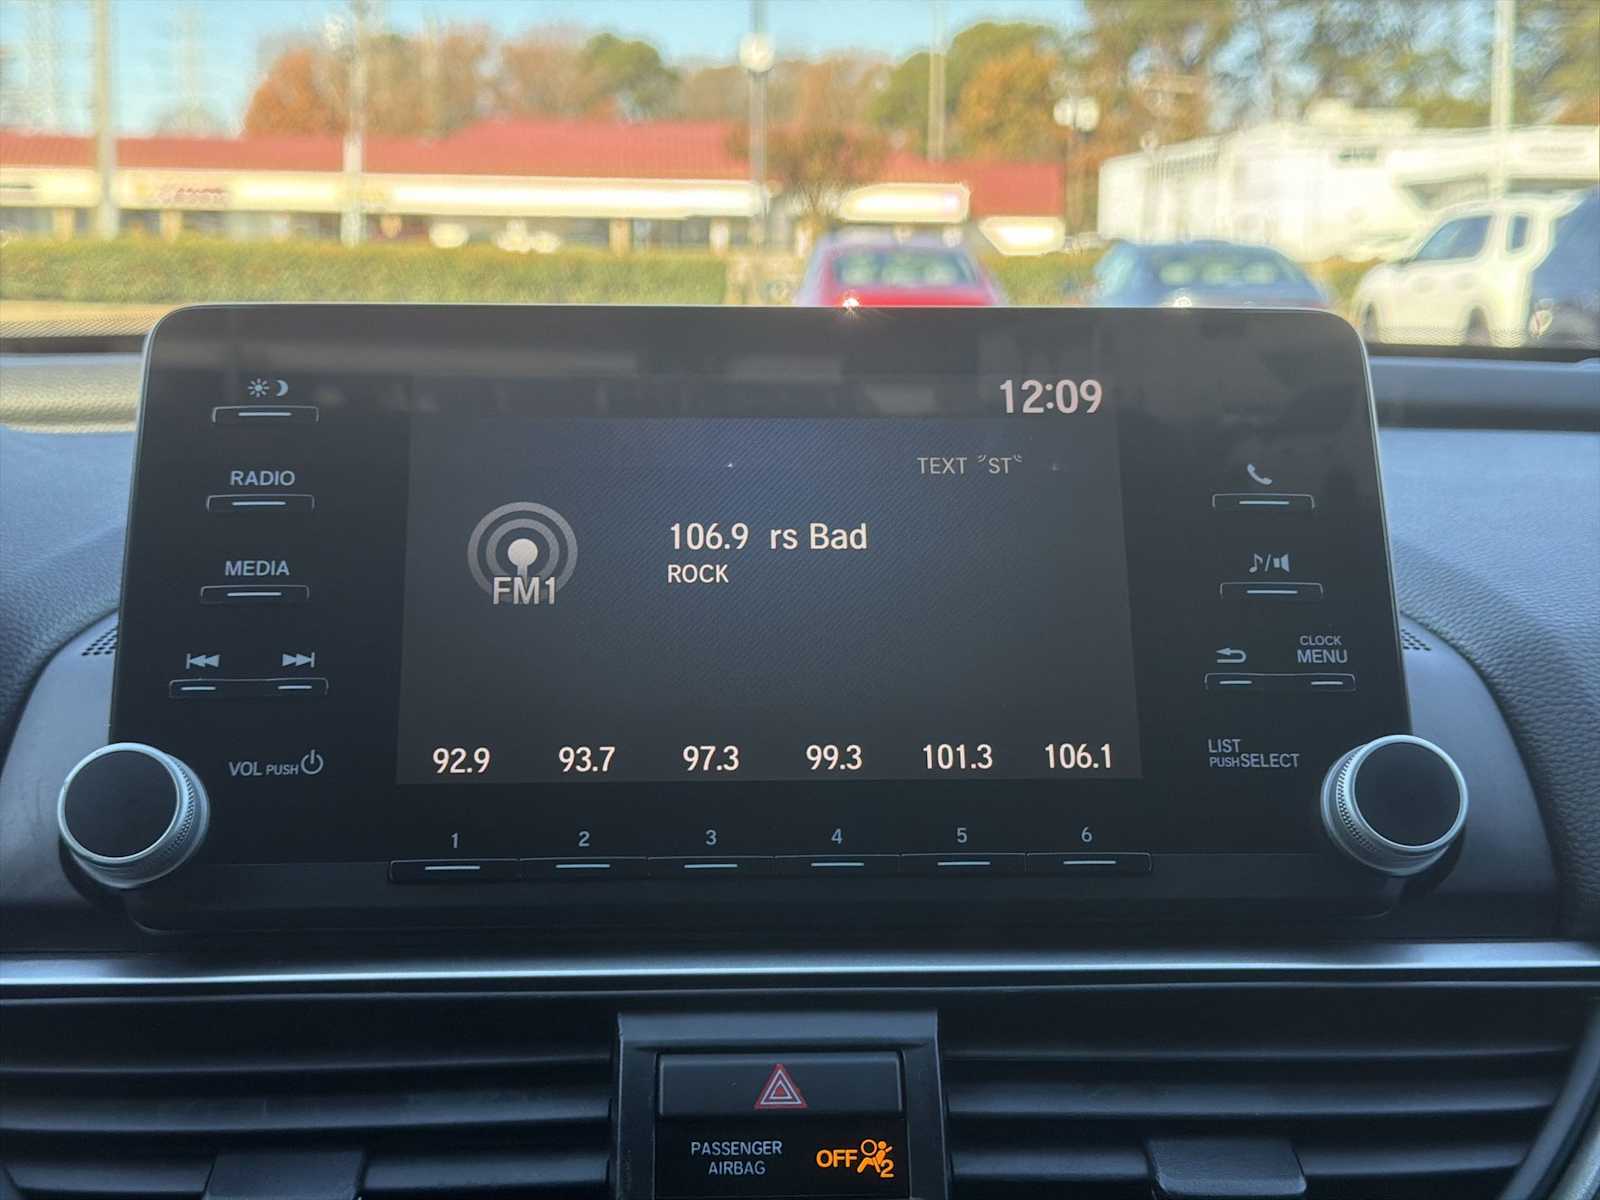 12:09
RADIO
TEXT "ST"
106.9 rs Bad
ROCK
FM1
MEDIA
CLOCK
MENU
VOL PUSH
92.9 93.7 97.3 99.3 101.3 106.1
LIST
PUSH SELECT
1 2 3 4 5 6
PASSENGER
AIRBAG
OFF 2